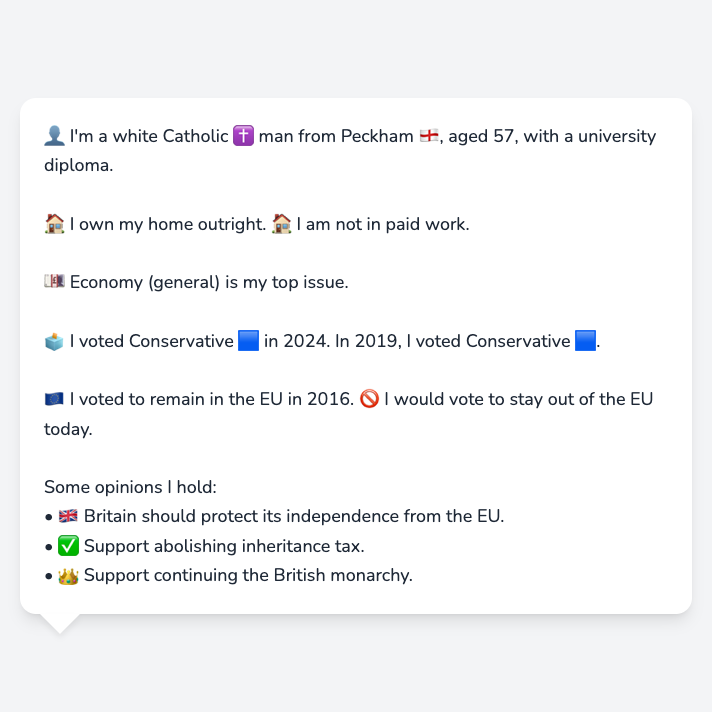 👤 I'm a white Catholic ✝️ man from Peckham 🏴󠁧󠁢󠁥󠁮󠁧󠁿, aged 57, with a university
diploma.
🏠 I own my home outright. 🏠 I am not in paid work.
💷 Economy (general) is my top issue.
🗳️ I voted Conservative 🟦 in 2024. In 2019, I voted Conservative 🟦.
🇪🇺 I voted to remain in the EU in 2016. 🚫 I would vote to stay out of the EU
today.
Some opinions I hold:
• 🇬🇧 Britain should protect its independence from the EU.
• ✅ Support abolishing inheritance tax.
• 👑 Support continuing the British monarchy.